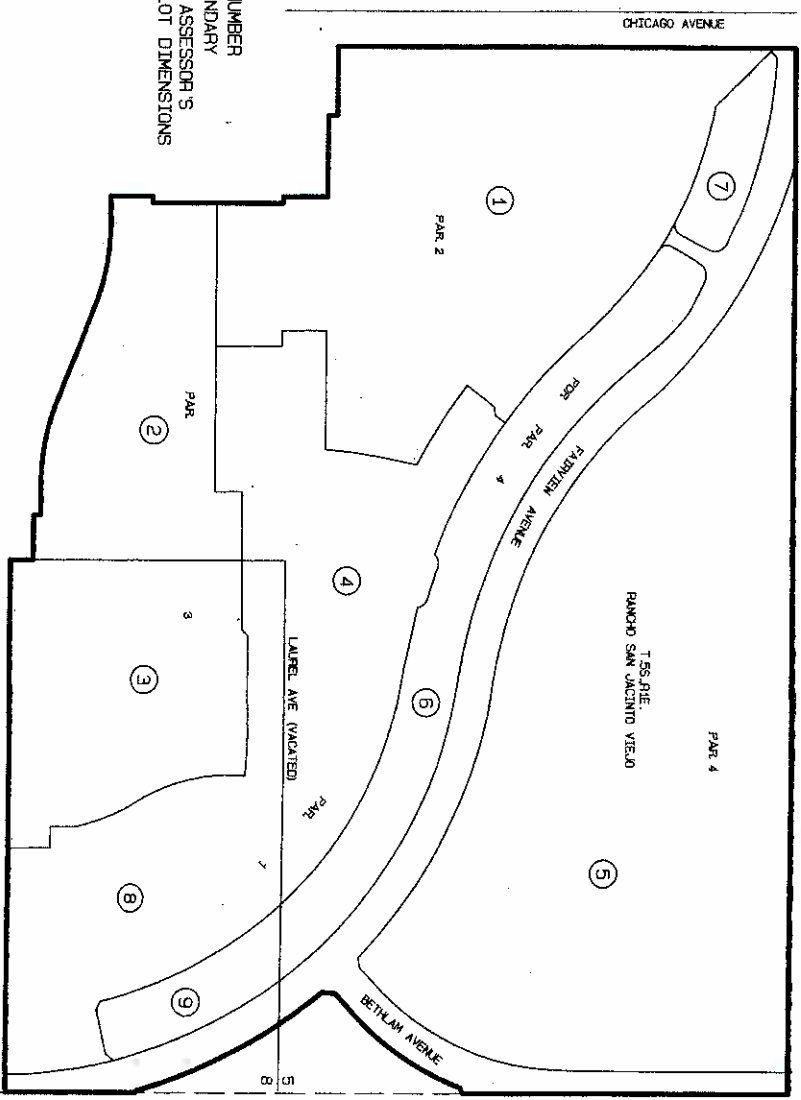 CHICAGO AVENUE
UMBER
NDARY
ASSESSOR'S
OT DIMENSIONS
7
1
PAR. 2
POR
PAR 4
FAIRVIEW AVENUE
PAR
2
4
T.5S.,R1E.
RANCHO SAN JACINTO VIEJO
PAR. 4
3
3
LAUREL AVE (VACATED)
6
PAR.
1
5
8
9
BETHLAM AVENUE
5
8